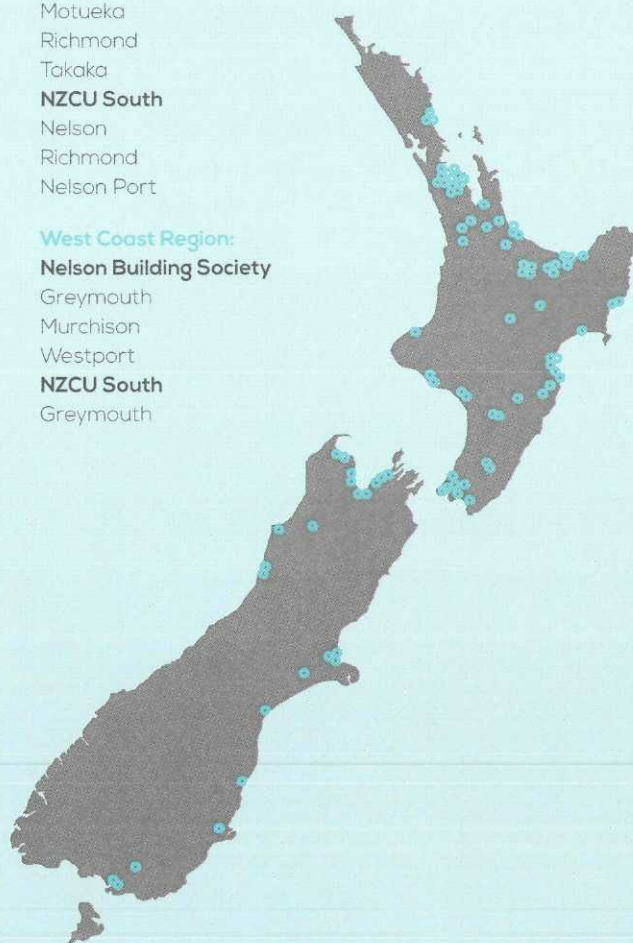 Motueka
Richmond
Takaka
NZCU South
Nelson
Richmond
Nelson Port
West Coast Region:
Nelson Building Society
Greymouth
Murchison
Westport
NZCU South
Greymouth